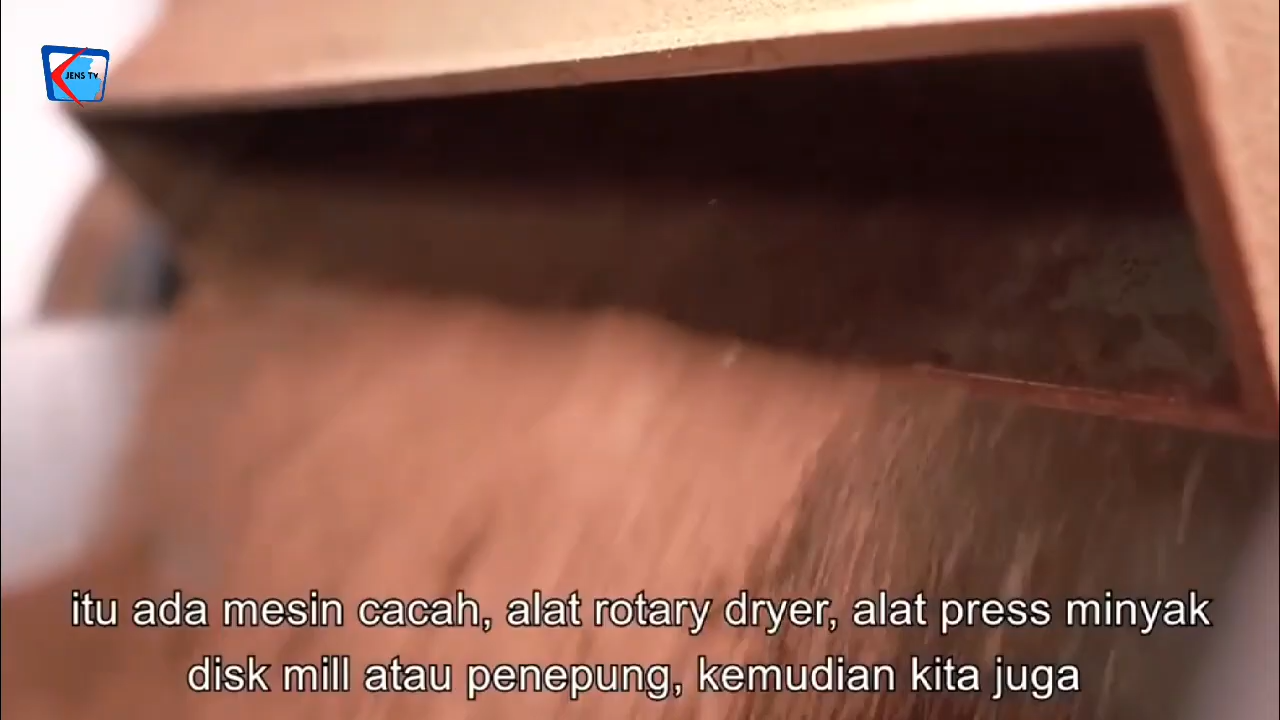 JENS TV
itu ada mesin cacah, alat rotary dryer, alat press minyak
disk mill atau penepung, kemudian kita juga